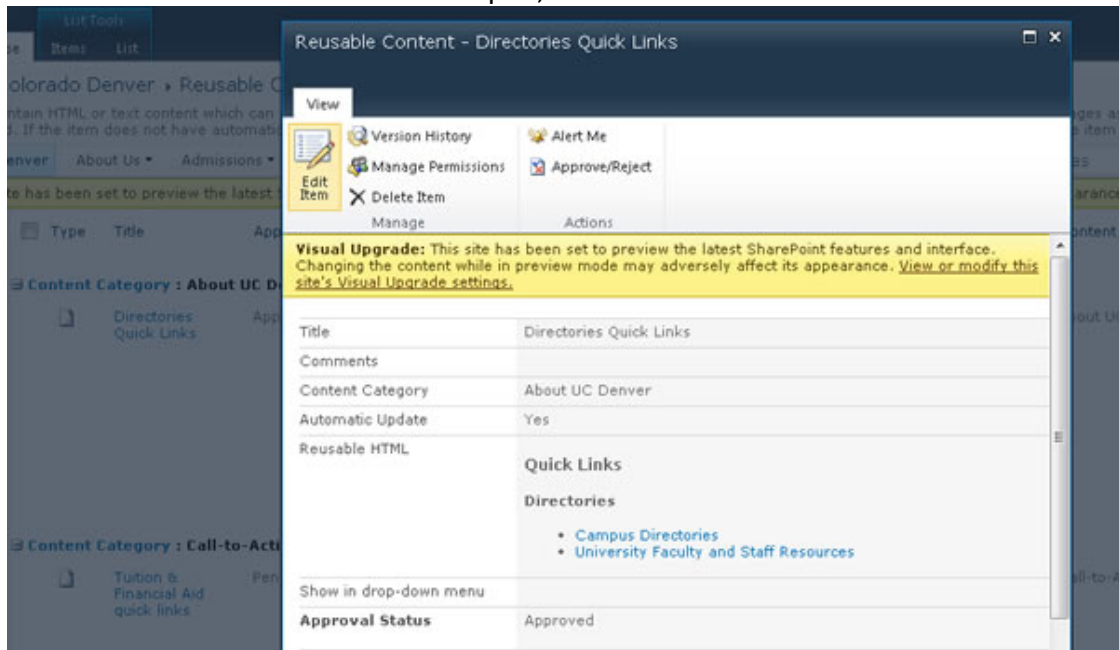 List Tools
Items List
Reusable Content - Directories Quick Links
olorado Denver › Reusable C
ntain HTML or text content which can
. If the item does not have automatic
enver About Us Admissions
te has been set to preview the latest
Type Title App
Content Category : About UC De
Directories
Quick Links
App
Content Category : Call-to-Acti
Tuition &
Financial Aid
quick links
Pen
View
Edit
Item
Version History
Manage Permissions
Delete Item
Manage
Alert Me
Approve/Reject
Actions
Visual Upgrade: This site has been set to preview the latest SharePoint features and interface.
Changing the content while in preview mode may adversely affect its appearance. View or modify this
site's Visual Upgrade settings.
Title Directories Quick Links
Comments
Content Category About UC Denver
Automatic Update Yes
Reusable HTML
Quick Links
Directories
• Campus Directories
• University Faculty and Staff Resources
Show in drop-down menu
Approval Status Approved